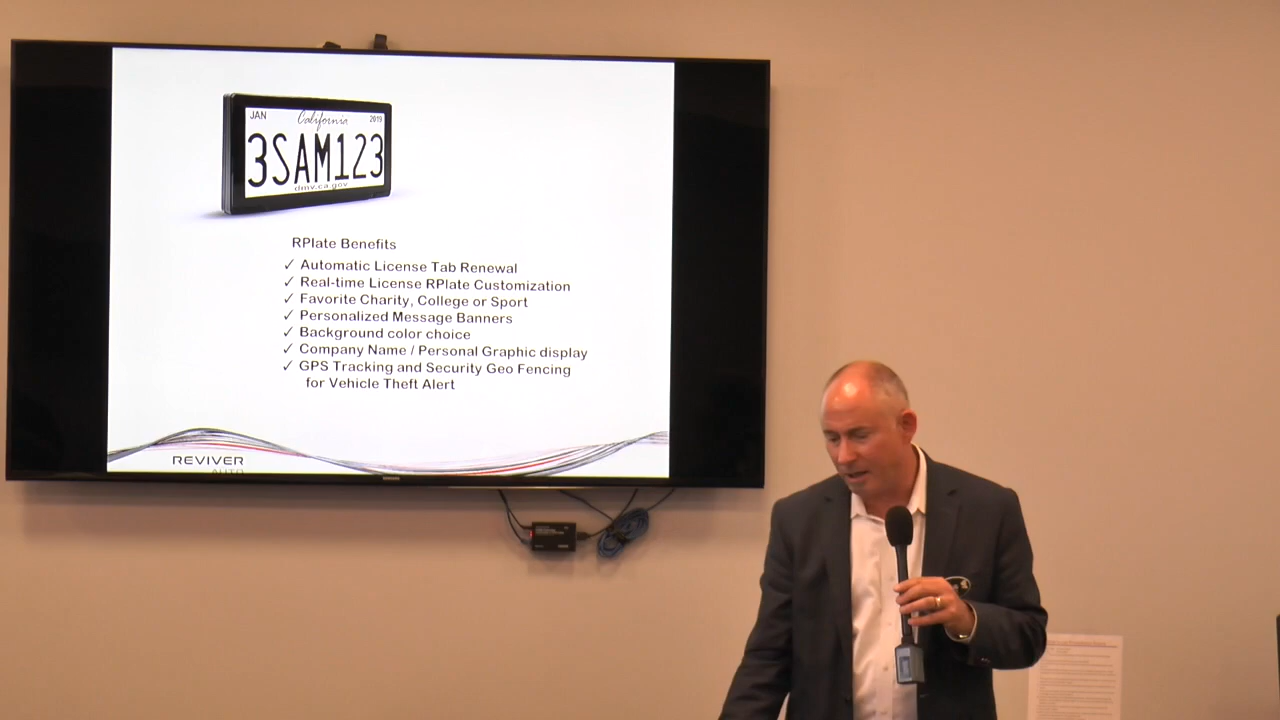 JAN California 2019
3SAM123
dmv.ca.gov
RPlate Benefits
✓ Automatic License Tab Renewal
✓ Real-time License RPlate Customization
✓ Favorite Charity, College or Sport
✓ Personalized Message Banners
✓ Background color choice
✓ Company Name / Personal Graphic display
✓ GPS Tracking and Security Geo Fencing
for Vehicle Theft Alert
REVIVER
AUTO